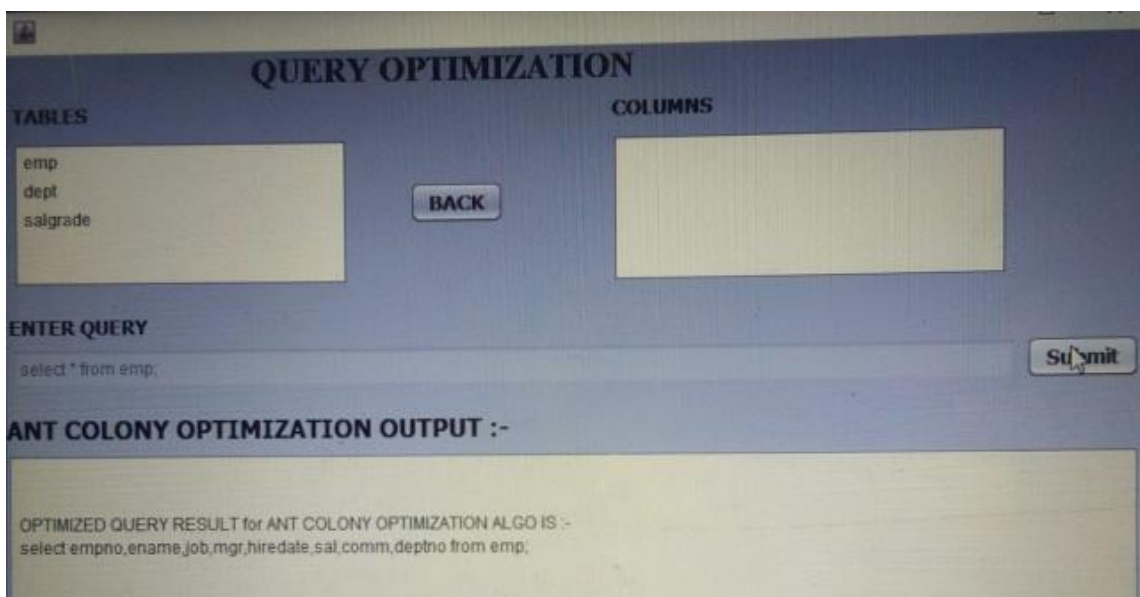 QUERY OPTIMIZATION
TABLES
COLUMNS
emp
dept
salgrade
BACK
ENTER QUERY
select * from emp;
Submit
ANT COLONY OPTIMIZATION OUTPUT :-
OPTIMIZED QUERY RESULT for ANT COLONY OPTIMIZATION ALGO IS :-
select empno,ename,job,mgr,hiredate,sal,comm,deptno from emp;